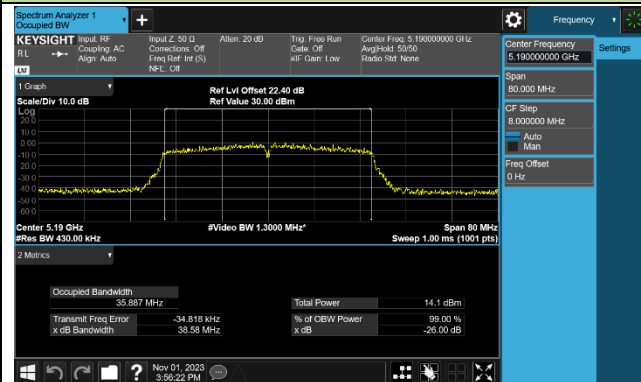 Spectrum Analyzer 1
Occupied BW
Frequency
KEYSIGHT
RL
LXI
Input: RF
Coupling: AC
Align: Auto
Input Z: 50 Ω
Corrections: Off
Freq Ref: Int (S)
NFE: Off
Atten: 20 dB
Trig: Free Run
Gate: Off
#IF Gain: Low
Center Freq: 5.190000000 GHz
Avg|Hold: 50/50
Radio Std: None
Center Frequency
5.190000000 GHz
Settings
Span
80.000 MHz
CF Step
8.000000 MHz
Auto
Man
Freq Offset
0 Hz
1 Graph
Scale/Div 10.0 dB
Ref Lvl Offset 22.40 dB
Ref Value 30.00 dBm
Log
20.0
10.0
0.00
-10.0
-20.0
-30.0
-40.0
-50.0
-60.0
Center 5.19 GHz
#Video BW 1.3000 MHz*
Span 80 MHz
#Res BW 430.00 kHz
Sweep 1.00 ms (1001 pts)
2 Metrics
Occupied Bandwidth
35.887 MHz
Total Power 14.1 dBm
Transmit Freq Error -34.818 kHz
% of OBW Power 99.00 %
x dB Bandwidth 38.58 MHz
x dB -26.00 dB
?
Nov 01, 2023
3:56:22 PM